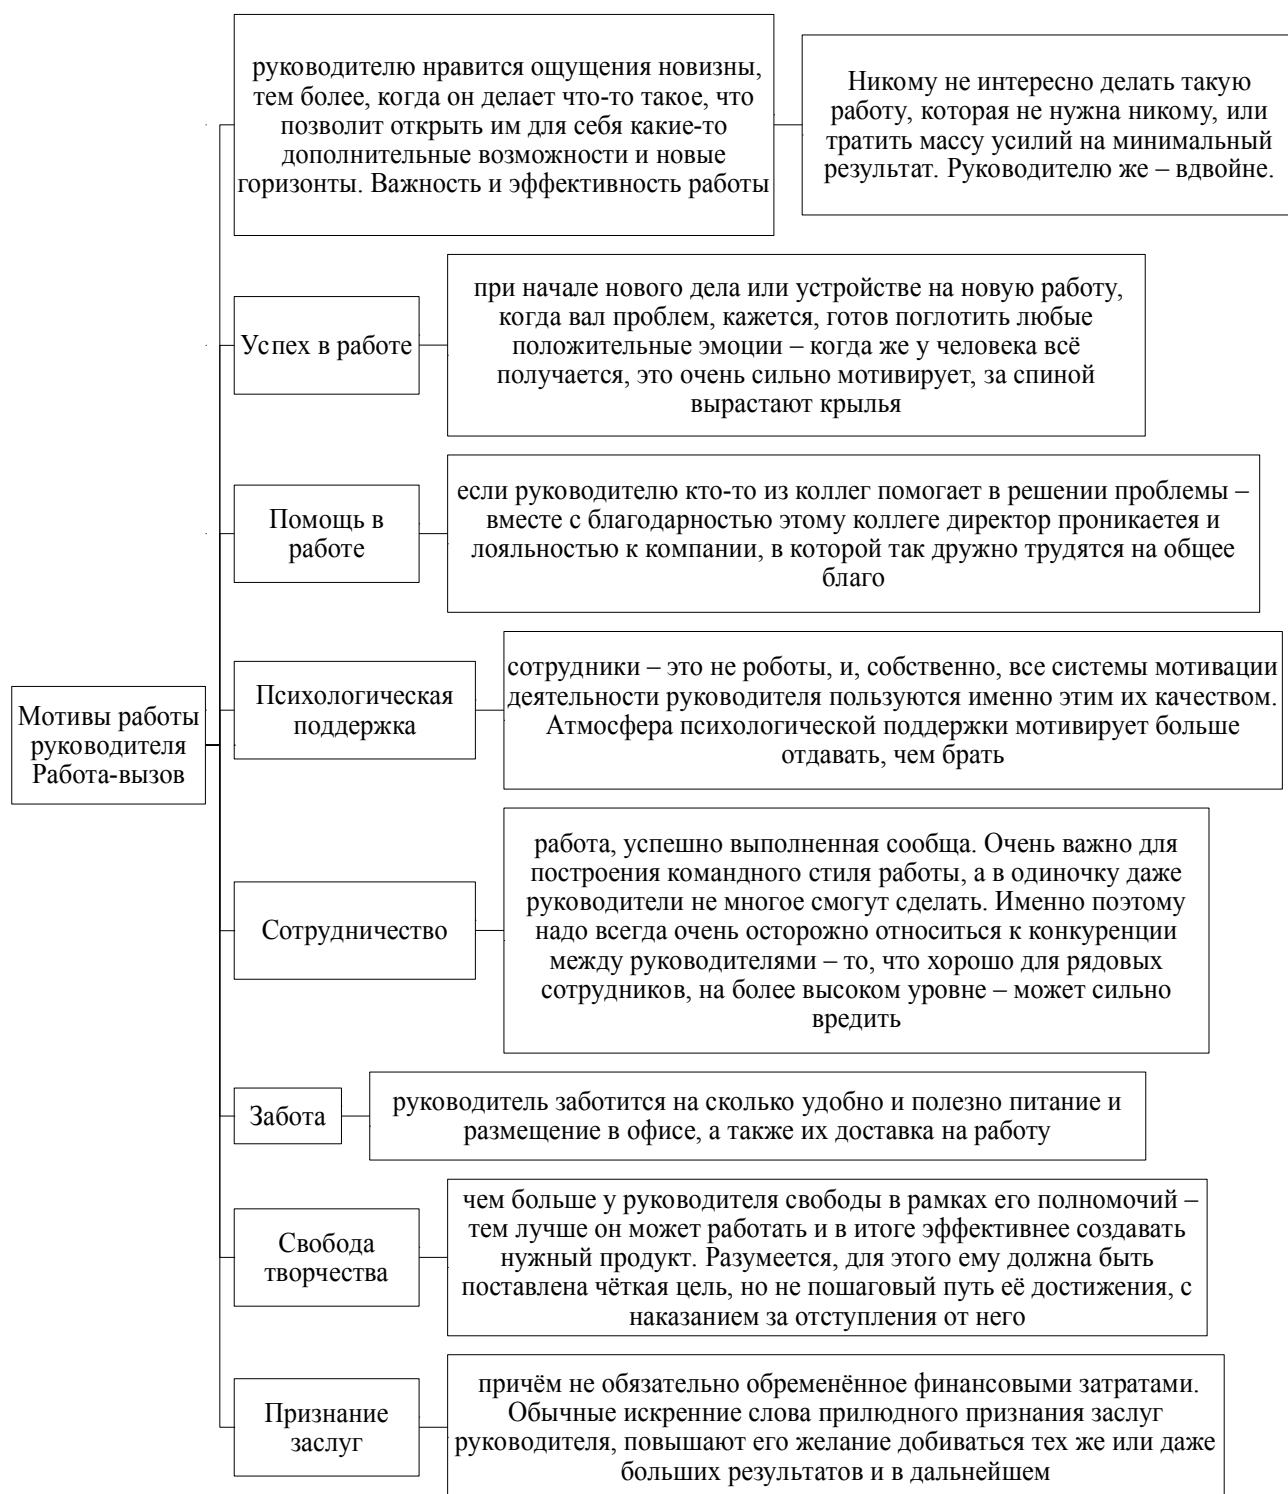 руководителю нравится ощущения новизны,
тем более, когда он делает что-то такое, что
позволит открыть им для себя какие-то
дополнительные возможности и новые
горизонты. Важность и эффективность работы
Никому не интересно делать такую
работу, которая не нужна никому, или
тратить массу усилий на минимальный
результат. Руководителю же – вдвойне.
Успех в работе
при начале нового дела или устройстве на новую работу,
когда вал проблем, кажется, готов поглотить любые
положительные эмоции – когда же у человека всё
получается, это очень сильно мотивирует, за спиной
вырастают крылья
Помощь в
работе
если руководителю кто-то из коллег помогает в решении проблемы –
вместе с благодарностью этому коллеге директор проникаетея и
лояльностью к компании, в которой так дружно трудятся на общее
благо
Мотивы работы
руководителя
Работа-вызов
Психологическая
поддержка
сотрудники – это не роботы, и, собственно, все системы мотивации
деятельности руководителя пользуются именно этим их качеством.
Атмосфера психологической поддержки мотивирует больше
отдавать, чем брать
Сотрудничество
работа, успешно выполненная сообща. Очень важно для
построения командного стиля работы, а в одиночку даже
руководители не многое смогут сделать. Именно поэтому
надо всегда очень осторожно относиться к конкуренции
между руководителями – то, что хорошо для рядовых
сотрудников, на более высоком уровне – может сильно
вредить
Забота
руководитель заботится на сколько удобно и полезно питание и
размещение в офисе, а также их доставка на работу
Свобода
творчества
чем больше у руководителя свободы в рамках его полномочий –
тем лучше он может работать и в итоге эффективнее создавать
нужный продукт. Разумеется, для этого ему должна быть
поставлена чёткая цель, но не пошаговый путь её достижения, с
наказанием за отступления от него
Признание
заслуг
причём не обязательно обременённое финансовыми затратами.
Обычные искренние слова прилюдного признания заслуг
руководителя, повышают его желание добиваться тех же или даже
больших результатов и в дальнейшем